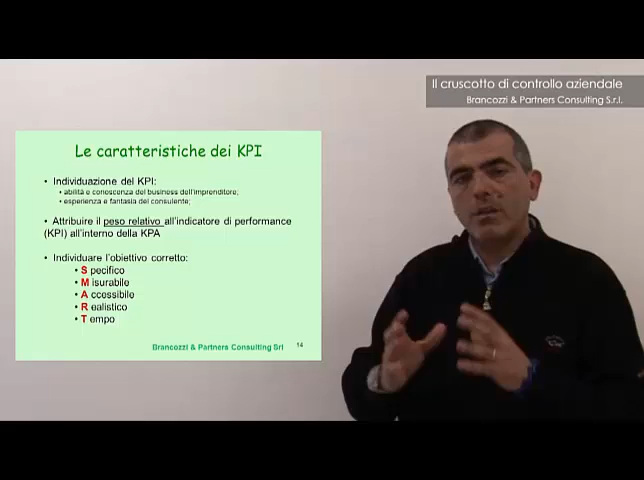 Il cruscotto di controllo aziendale
Brancozzi & Partners Consulting S.r.l.
Le caratteristiche dei KPI
• Individuazione dei KPI:
• abilità e conoscenza del business dell'imprenditore;
• esperienza e fantasia del consulente;
• Attribuire il peso relativo all'indicatore di performance
(KPI) all'interno della KPA
• Individuare l'obiettivo corretto:
• S pecifico
• M isurabile
• A ccessibile
• R ealistico
• T empo
Brancozzi & Partners Consulting Srl 14